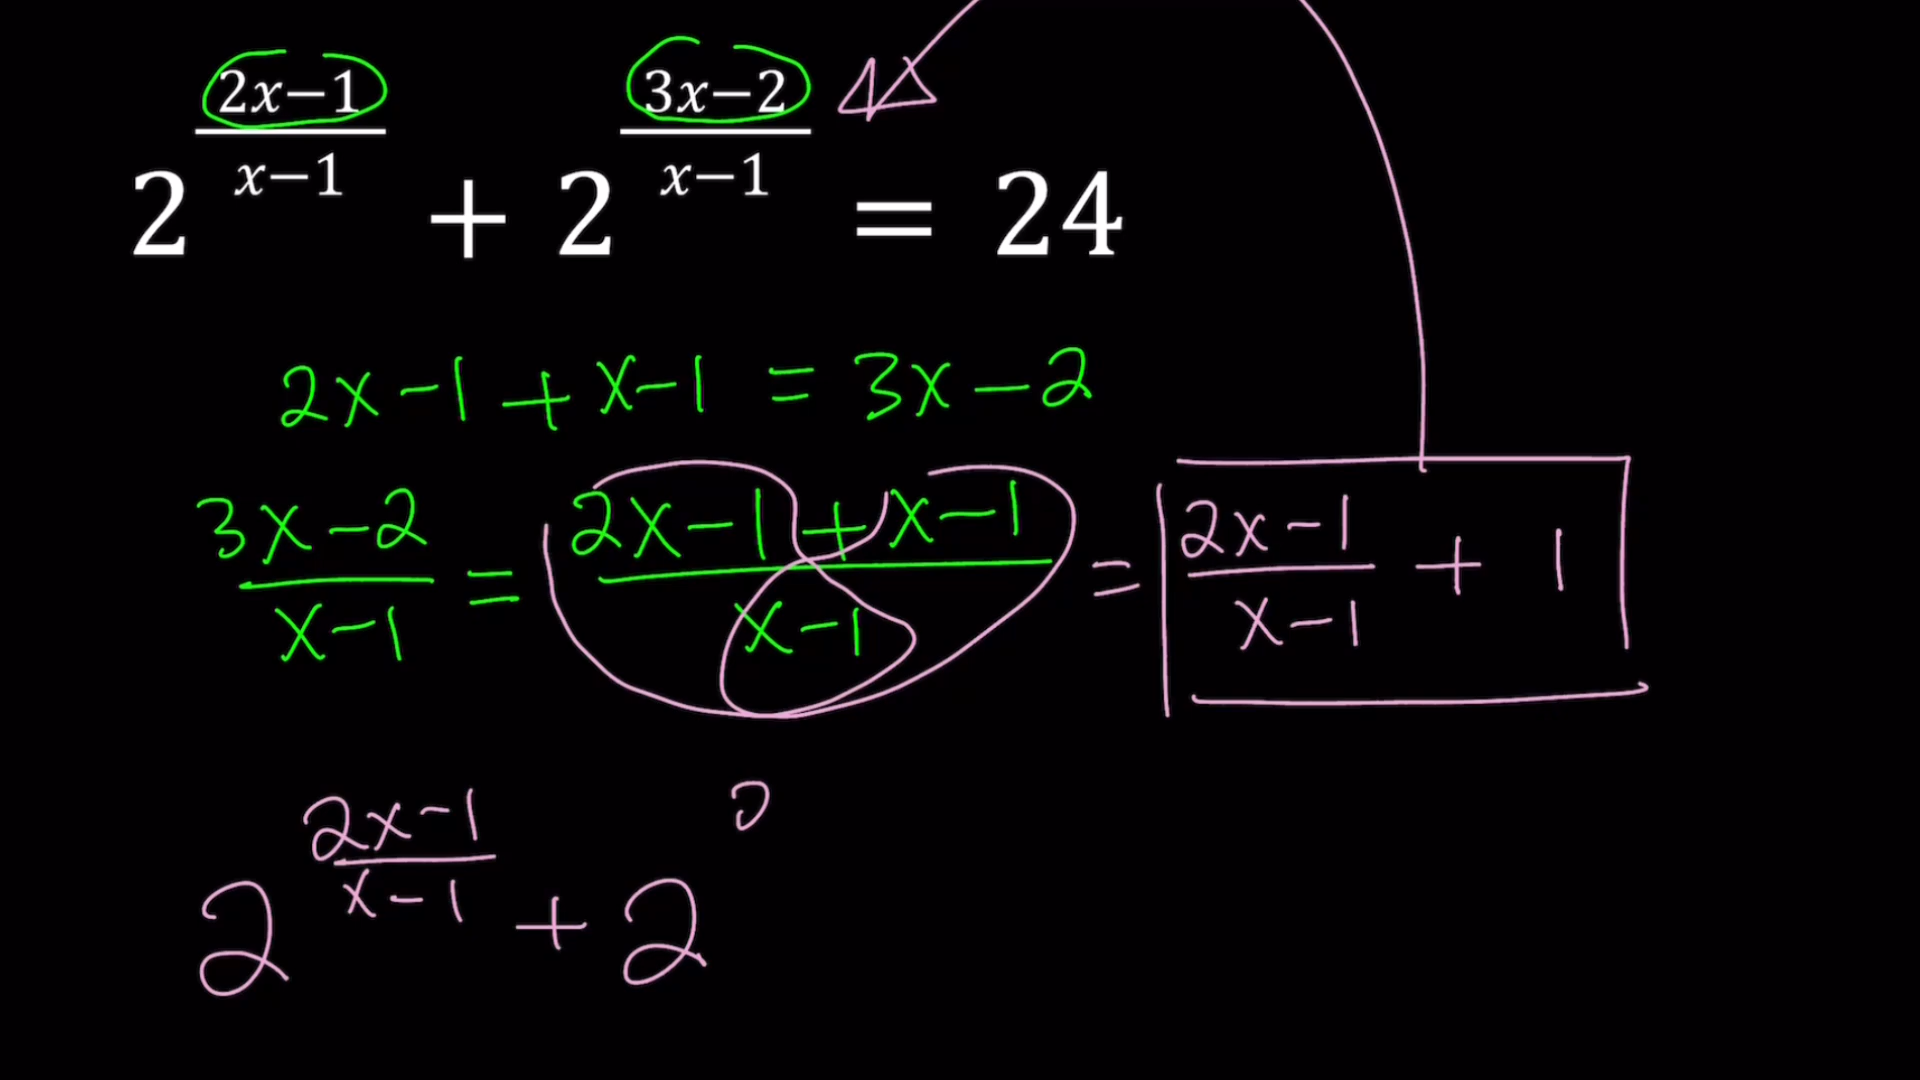 2^((2x−1)/(x−1)) + 2^((3x−2)/(x−1)) = 24
2x-1 + x-1 = 3x-2
(3x-2)/(x-1) = (2x-1 + x-1)/(x-1) = (2x-1)/(x-1) + 1
2^((2x-1)/(x-1)) + 2